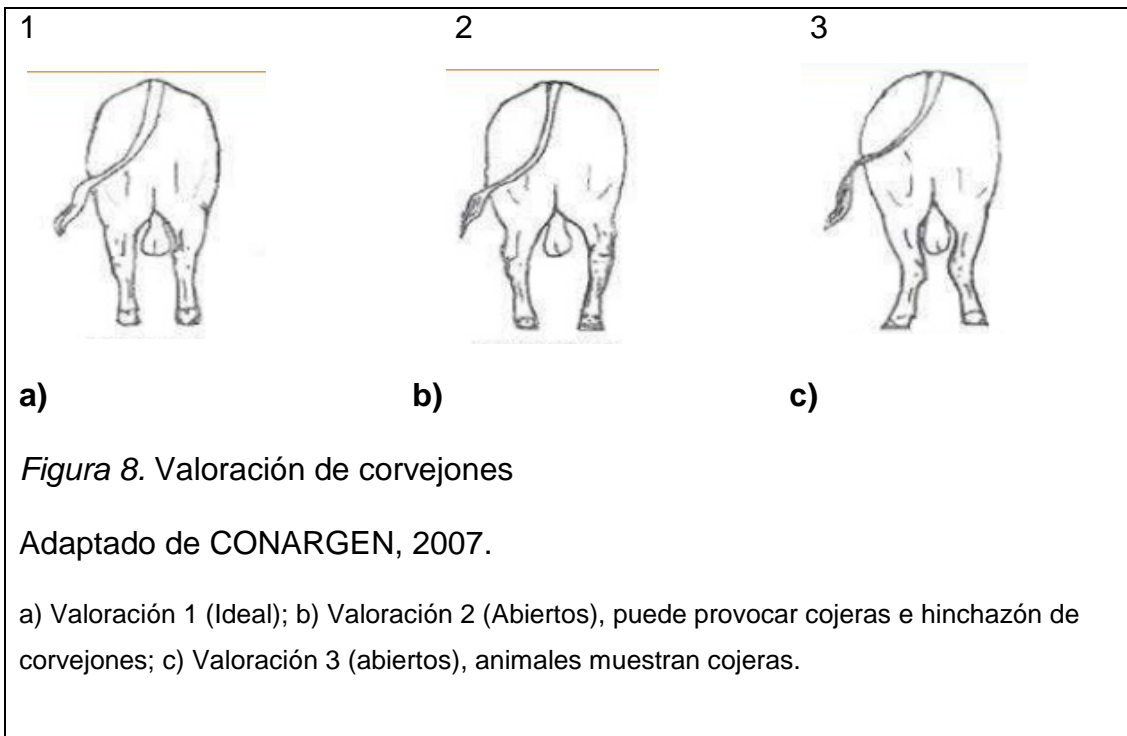 1 2 3
a) b) c)
Figura 8. Valoración de corvejones
Adaptado de CONARGEN, 2007.
a) Valoración 1 (Ideal); b) Valoración 2 (Abiertos), puede provocar cojeras e hinchazón de
corvejones; c) Valoración 3 (abiertos), animales muestran cojeras.